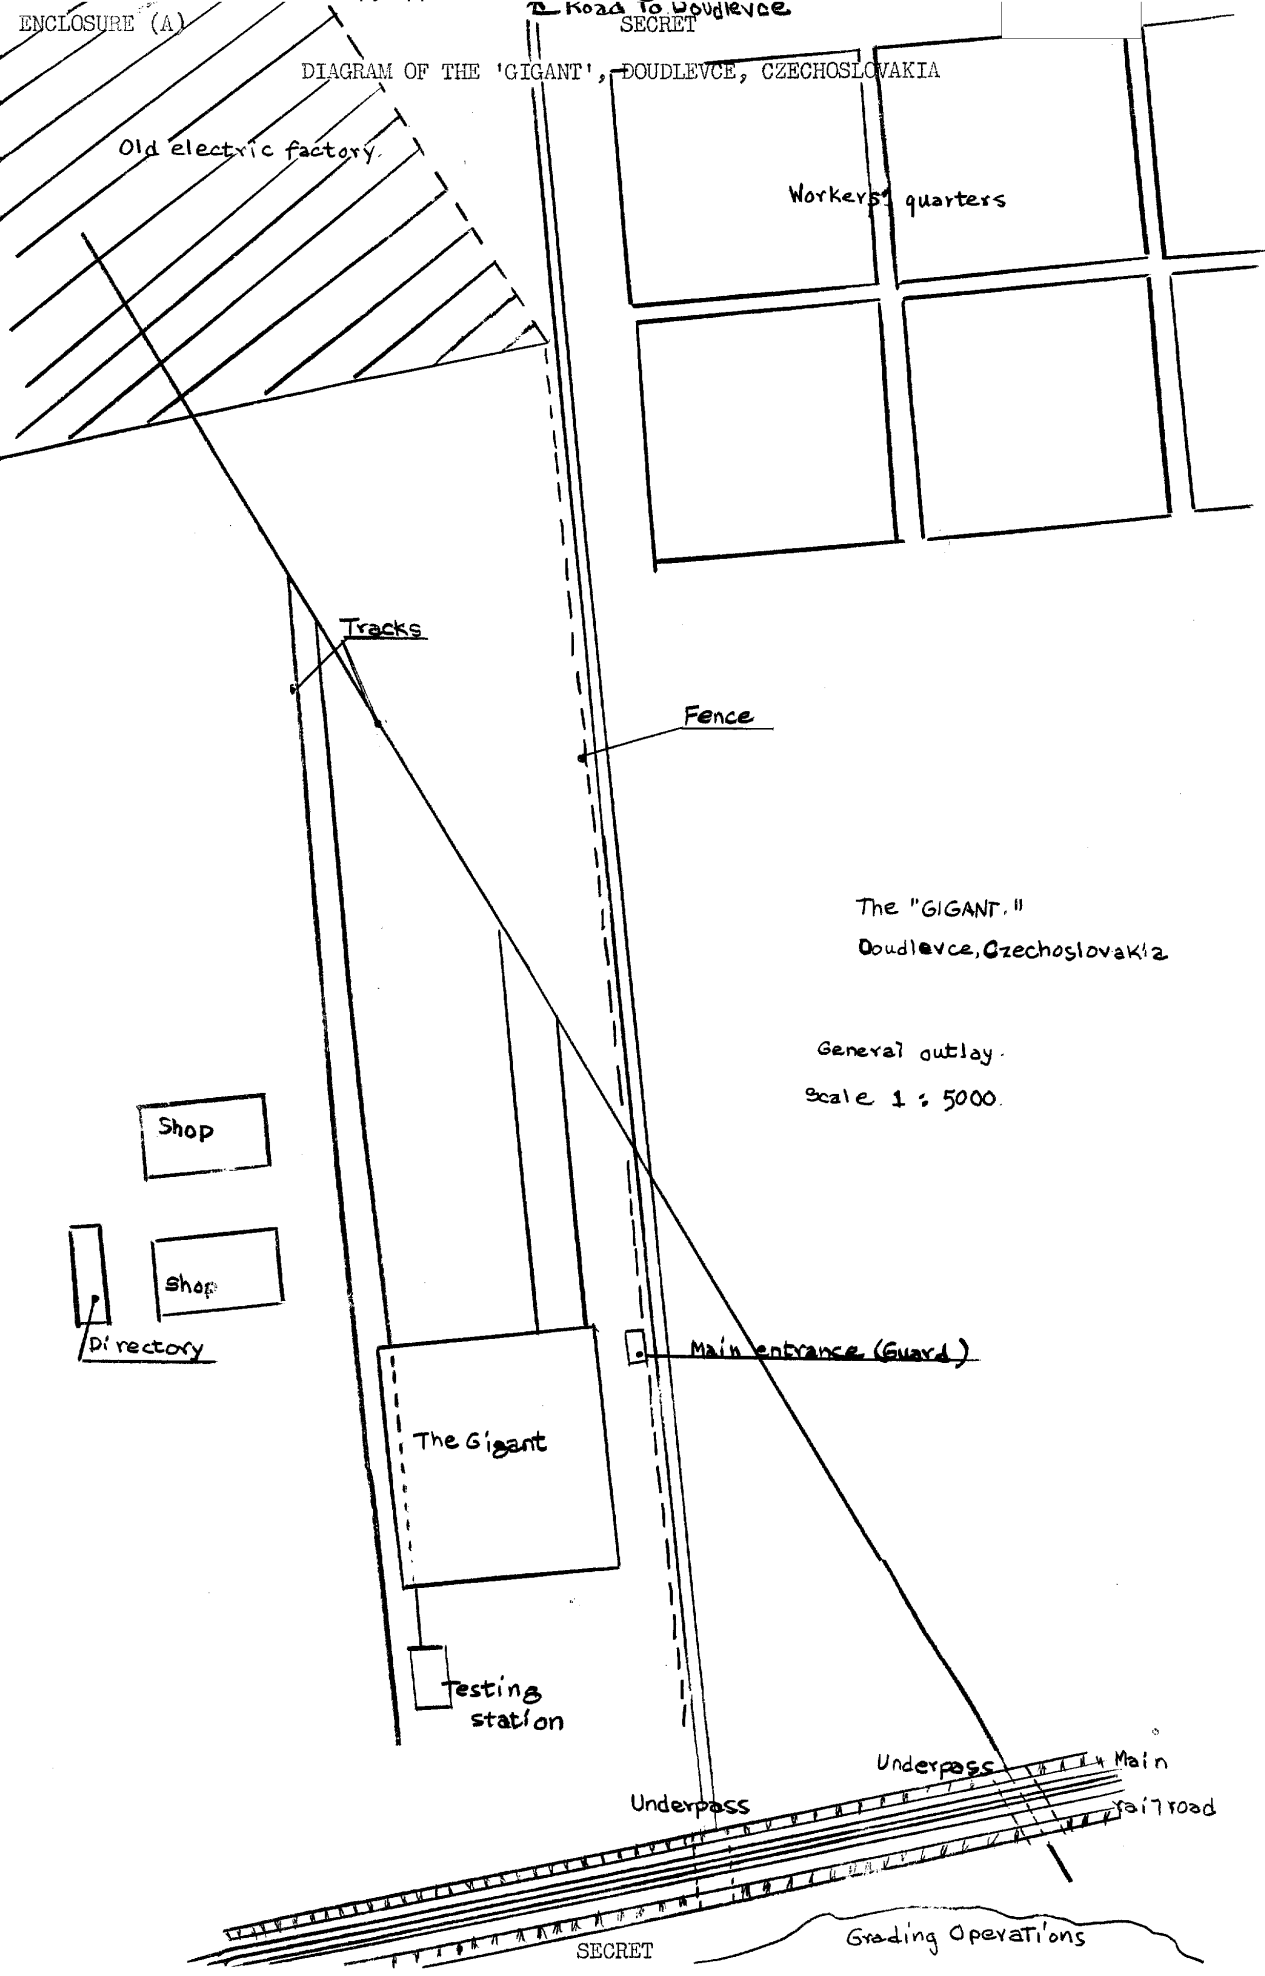 Road To Doudlevce
ENCLOSURE (A)
SECRET
DIAGRAM OF THE 'GIGANT', DOUDLEVCE, CZECHOSLOVAKIA
Old electric factory.
Workers' quarters
Tracks
Fence
The "GIGANT."
Doudlevce, Czechoslovakia
General outlay.
Scale 1 : 5000.
Shop
Shop
Directory
Main entrance (Guard)
The Gigant
Testing
station
Underpass
Main
Underpass
railroad
Grading Operations
SECRET